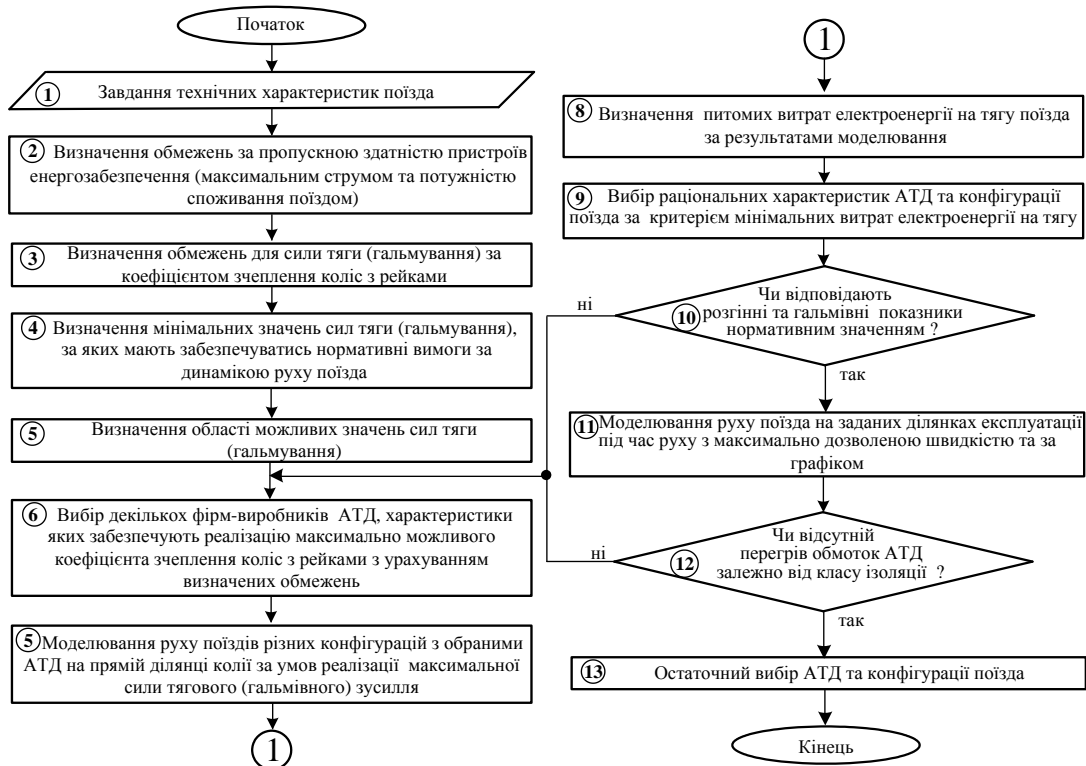 Початок
1 Завдання технічних характеристик поїзда
2 Визначення обмежень за пропускною здатністю пристроїв
енергозабезпечення (максимальним струмом та потужністю
споживання поїздом)
3 Визначення обмежень для сили тяги (гальмування) за
коефіцієнтом зчеплення коліс з рейками
4 Визначення мінімальних значень сил тяги (гальмування),
за яких мають забезпечуватись нормативні вимоги за
динамікою руху поїзда
5 Визначення області можливих значень сил тяги
(гальмування)
6 Вибір декількох фірм-виробників АТД, характеристики
яких забезпечують реалізацію максимально можливого
коефіцієнта зчеплення коліс з рейками з урахуванням
визначених обмежень
5 Моделювання руху поїздів різних конфігурацій з обраними
АТД на прямій ділянці колії за умов реалізації максимальної
сили тягового (гальмівного) зусилля
1
1
8 Визначення питомих витрат електроенергії на тягу поїзда
за результатами моделювання
9 Вибір раціональних характеристик АТД та конфігурації
поїзда за критерієм мінімальних витрат електроенергії на тягу
ні
Чи відповідають
10 розгінні та гальмівні показники
нормативним значенням ?
так
11 Моделювання руху поїзда на заданих ділянках експлуатації
під час руху з максимально дозволеною швидкістю та за
графіком
ні
Чи відсутній
перегрів обмоток АТД
12 залежно від класу ізоляції ?
так
13 Остаточний вибір АТД та конфігурації поїзда
Кінець